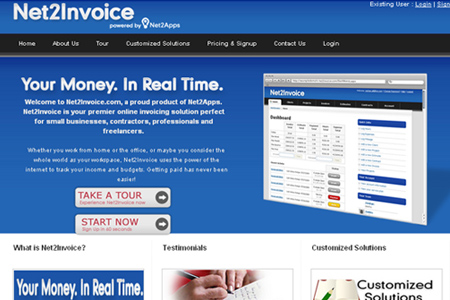 Net2Invoice
powered by Net2Apps
Existing User : Login |
Home About Us Tour Customized Solutions Pricing & Signup Contact Us Login
Your Money. In Real Time.
Welcome to Net2Invoice.com, a proud product of Net2Apps.
Net2Invoice is your premier online invoicing solution perfect
for small businesses, contractors, professionals and
freelancers.
Whether you work from home or the office, or maybe you consider the
whole world as your workspace, Net2Invoice uses the power of the
internet to track your income and budgets. Getting paid has never been
easier!
TAKE A TOUR
Experience Net2Invoice now.
START NOW
Sign Up in 60 seconds
Net2Invoice
Dashboard
What is Net2Invoice? Testimonials Customized Solutions
Your Money. In Real Time.
Customized
Solutions